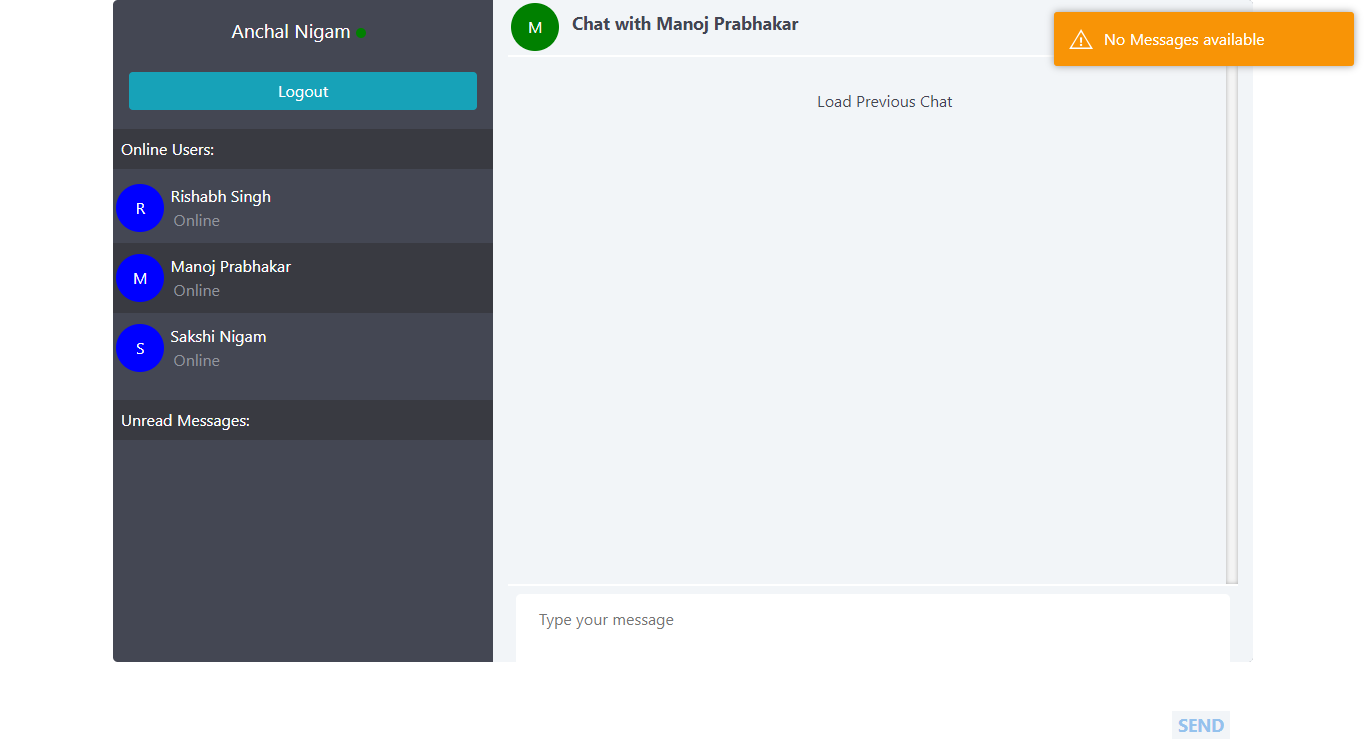 Anchal Nigam
Logout
Online Users:
R
Rishabh Singh
Online
M
Manoj Prabhakar
Online
S
Sakshi Nigam
Online
Unread Messages:
M
Chat with Manoj Prabhakar
No Messages available
Load Previous Chat
Type your message
SEND